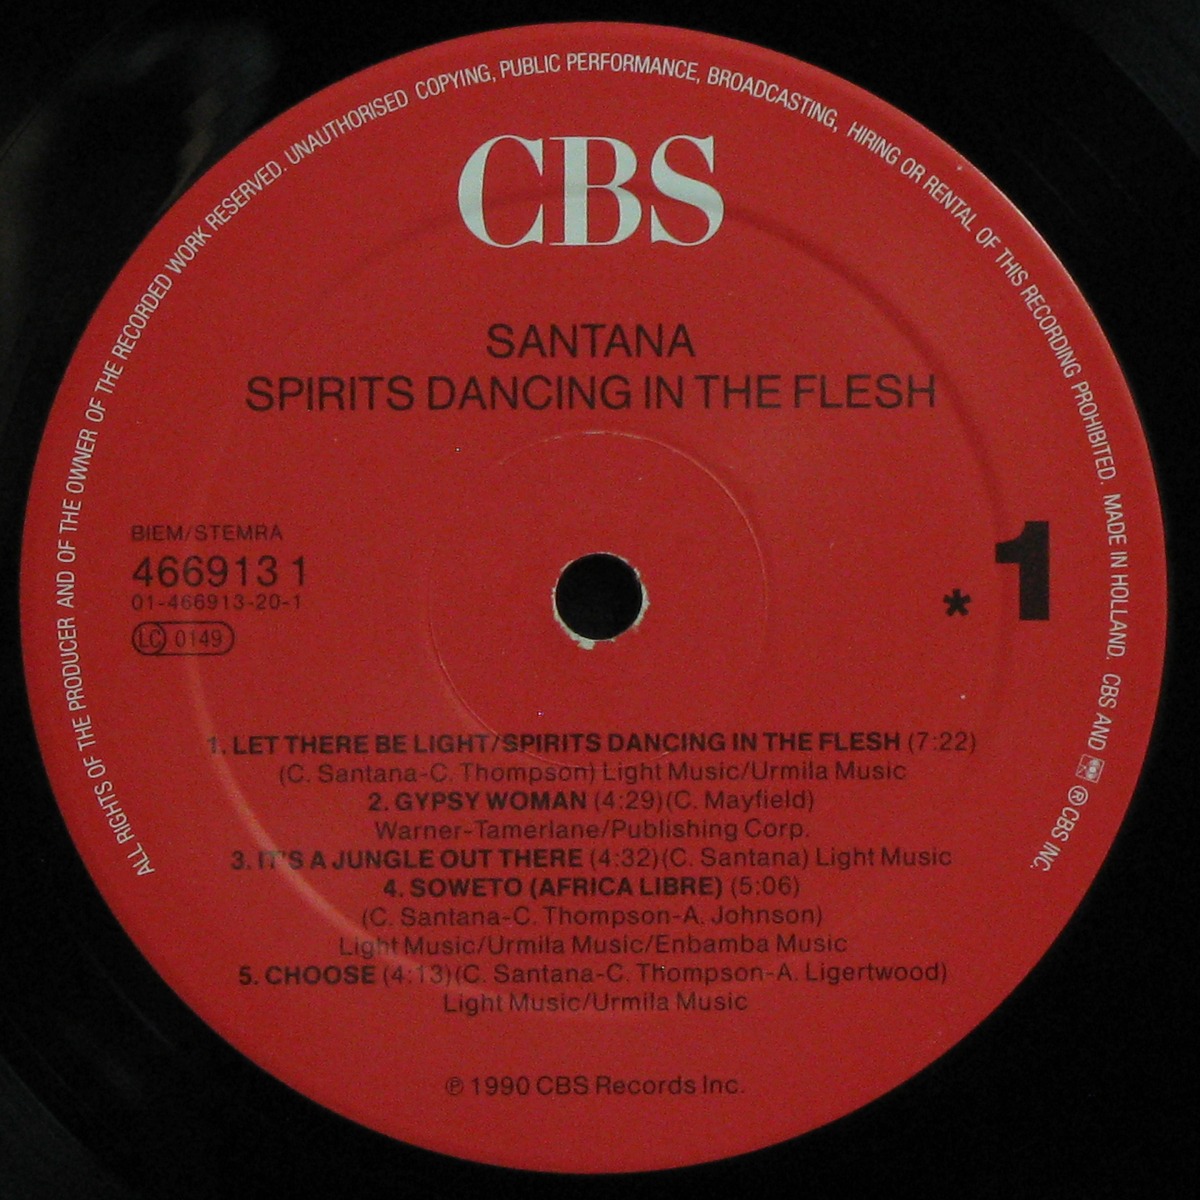 ALL RIGHTS OF THE PRODUCER AND OF THE OWNER OF THE RECORDED WORK RESERVED. UNAUTHORISED COPYING, PUBLIC PERFORMANCE, BROADCASTING, HIRING OR RENTAL OF THIS RECORDING PROHIBITED. MADE IN HOLLAND. CBS AND ® CBS INC.
CBS
SANTANA
SPIRITS DANCING IN THE FLESH
BIEM/STEMRA
466913 1
01-466913-20-1
LC 0149
* 1
1. LET THERE BE LIGHT/SPIRITS DANCING IN THE FLESH (7:22)
(C. Santana-C. Thompson) Light Music/Urmila Music
2. GYPSY WOMAN (4:29)(C. Mayfield)
Warner-Tamerlane/Publishing Corp.
3. IT'S A JUNGLE OUT THERE (4:32)(C. Santana) Light Music
4. SOWETO (AFRICA LIBRE) (5:06)
(C. Santana-C. Thompson-A. Johnson)
Light Music/Urmila Music/Enbamba Music
5. CHOOSE (4:13)(C. Santana-C. Thompson-A. Ligertwood)
Light Music/Urmila Music
℗ 1990 CBS Records Inc.